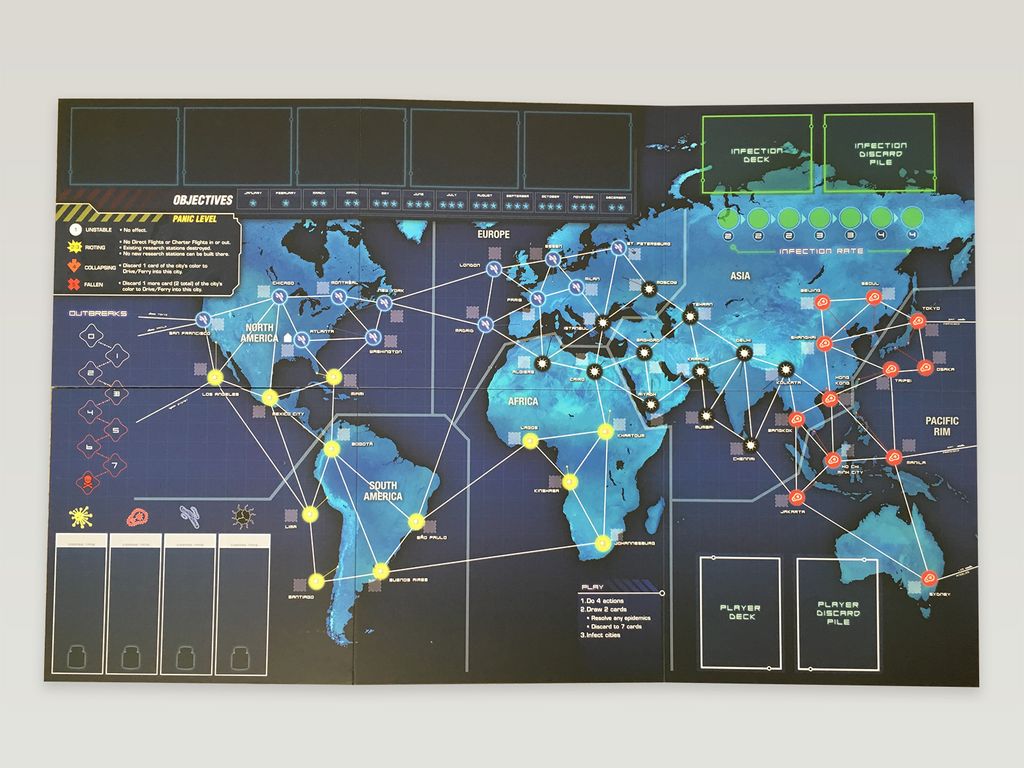 INFECTION DECK
INFECTION DISCARD PILE
OBJECTIVES
JANUARY
FEBRUARY
MARCH
APRIL
MAY
JUNE
JULY
AUGUST
SEPTEMBER
OCTOBER
NOVEMBER
DECEMBER
PANIC LEVEL
1 UNSTABLE • No effect.
RIOTING • No Direct Flights or Charter Flights in or out.
• Existing research stations destroyed.
• No new research stations can be built there.
COLLAPSING • Discard 1 card of the city's color to
Drive/Ferry into this city.
FALLEN • Discard 1 more card (2 total) of the city's
color to Drive/Ferry into this city.
2 2 2 3 3 4 4
INFECTION RATE
OUTBREAKS
0
1
2
3
4
5
6
7
EUROPE
ASIA
NORTH AMERICA
AFRICA
SOUTH AMERICA
PACIFIC RIM
SAN FRANCISCO
CHICAGO
MONTRÉAL
NEW YORK
ATLANTA
WASHINGTON
LONDON
ESSEN
ST. PETERSBURG
PARIS
MILAN
MADRID
LOS ANGELES
MEXICO CITY
MIAMI
BOGOTÁ
LIMA
SANTIAGO
SÃO PAULO
BUENOS AIRES
LAGOS
KHARTOUM
KINSHASA
JOHANNESBURG
MOSCOW
ISTANBUL
TEHRAN
ALGIERS
CAIRO
BAGHDAD
RIYADH
KARACHI
DELHI
MUMBAI
KOLKATA
CHENNAI
BEIJING
SEOUL
TOKYO
SHANGHAI
HONG KONG
TAIPEI
OSAKA
BANGKOK
HO CHI MINH CITY
MANILA
JAKARTA
SYDNEY
PLAY
1.Do 4 actions
2.Draw 2 cards
• Resolve any epidemics
• Discard to 7 cards
3.Infect cities
PLAYER DECK
PLAYER DISCARD PILE